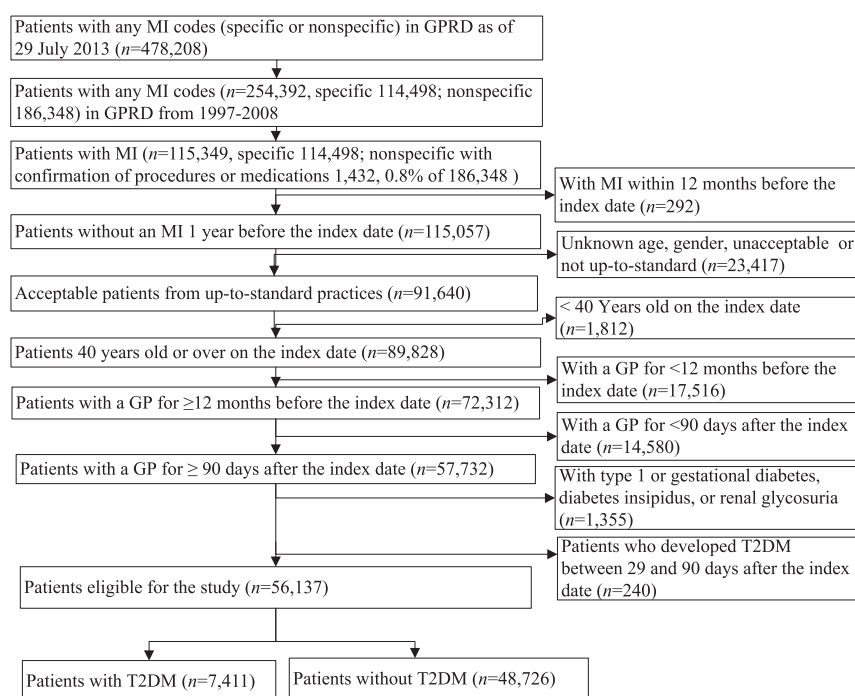 Patients with any MI codes (specific or nonspecific) in GPRD as of
29 July 2013 (n=478,208)
Patients with any MI codes (n=254,392, specific 114,498; nonspecific
186,348) in GPRD from 1997-2008
Patients with MI (n=115,349, specific 114,498; nonspecific with
confirmation of procedures or medications 1,432, 0.8% of 186,348 )
With MI within 12 months before the
index date (n=292)
Patients without an MI 1 year before the index date (n=115,057)
Unknown age, gender, unacceptable or
not up-to-standard (n=23,417)
Acceptable patients from up-to-standard practices (n=91,640)
< 40 Years old on the index date
(n=1,812)
Patients 40 years old or over on the index date (n=89,828)
With a GP for <12 months before the
index date (n=17,516)
Patients with a GP for ≥12 months before the index date (n=72,312)
With a GP for <90 days after the index
date (n=14,580)
Patients with a GP for ≥ 90 days after the index date (n=57,732)
With type 1 or gestational diabetes,
diabetes insipidus, or renal glycosuria
(n=1,355)
Patients who developed T2DM
between 29 and 90 days after the index
date (n=240)
Patients eligible for the study (n=56,137)
Patients with T2DM (n=7,411)
Patients without T2DM (n=48,726)